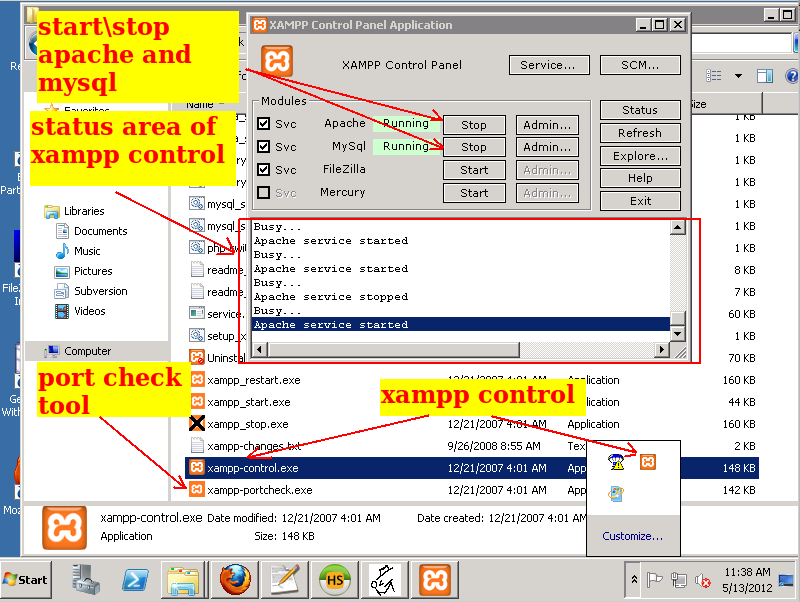 start\stop
apache and
mysql
XAMPP Control Panel Application
XAMPP Control Panel
Service...
SCM...
Modules
Svc Apache Running Stop Admin...
Svc MySql Running Stop Admin...
Svc FileZilla Start Admin...
Svc Mercury Start Admin...
Status
Refresh
Explore...
Help
Exit
status area of
xampp control
Busy...
Apache service started
Busy...
Apache service started
Busy...
Apache service stopped
Busy...
Apache service started
Favorites
Libraries
Documents
Music
Pictures
Subversion
Videos
Computer
Name
Size
1 KB
1 KB
1 KB
1 KB
mysql_s 1 KB
mysql_s 1 KB
1 KB
readme_ 8 KB
readme_ 7 KB
service. 60 KB
setup_x 1 KB
Uninstal 70 KB
xampp_restart.exe 12/21/2007 4:01 AM Application 160 KB
xampp_start.exe 12/21/2007 4:01 AM Application 44 KB
xampp_stop.exe 12/21/2007 4:01 AM Application 160 KB
xampp-changes.txt 9/26/2008 8:55 AM 2 KB
xampp-control.exe 12/21/2007 4:01 AM App 148 KB
xampp-portcheck.exe 12/21/2007 4:01 AM App 142 KB
port check
tool
xampp control
xampp-control.exe Date modified: 12/21/2007 4:01 AM Date created: 12/21/2007 4:01 AM
Application Size: 148 KB
Customize...
Start
HS
11:38 AM
5/13/2012